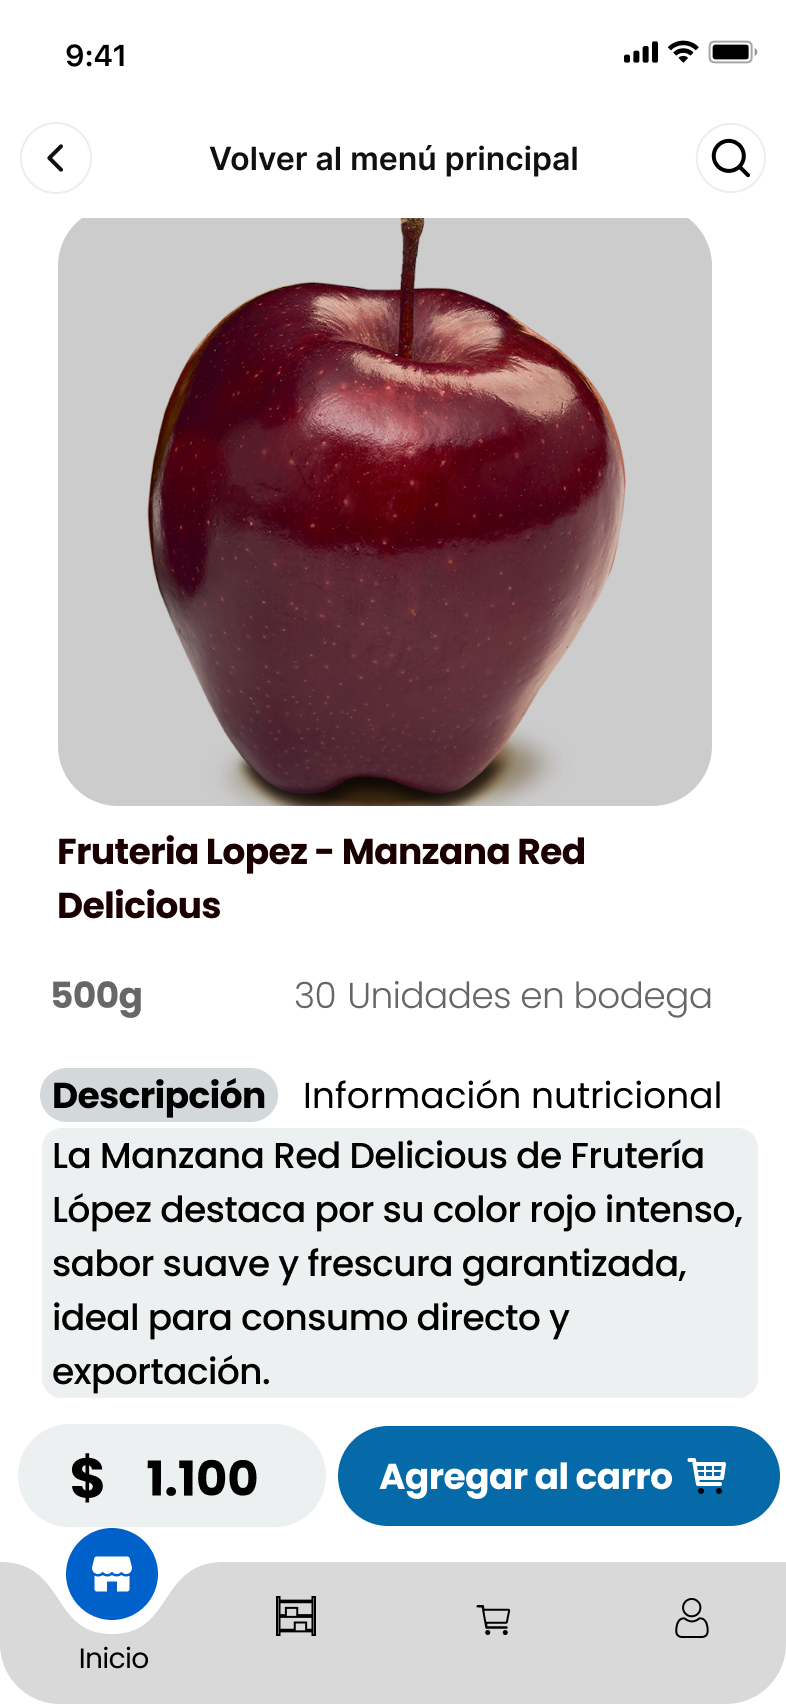 9:41
Volver al menú principal
Fruteria Lopez - Manzana Red
Delicious
500g 30 Unidades en bodega
Descripción Información nutricional
La Manzana Red Delicious de Frutería
López destaca por su color rojo intenso,
sabor suave y frescura garantizada,
ideal para consumo directo y
exportación.
$ 1.100 Agregar al carro
Inicio